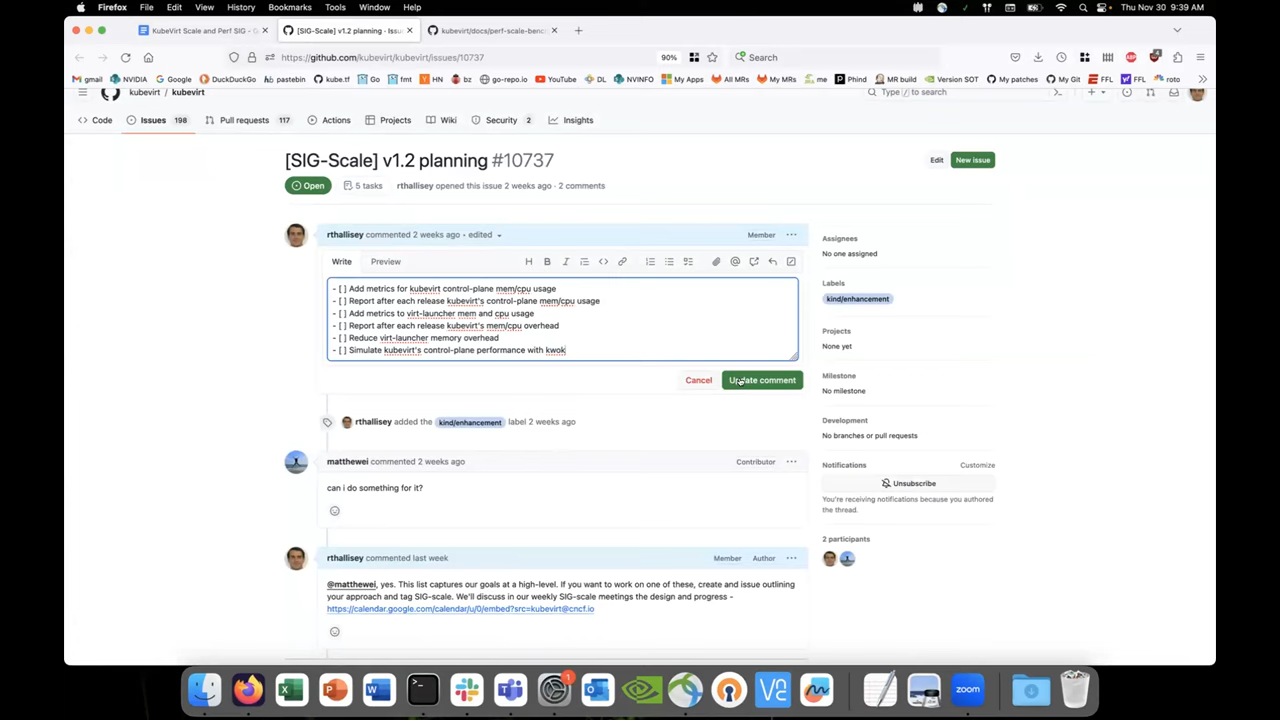 Firefox File Edit View History Bookmarks Tools Window Help Thu Nov 30 9:39 AM
KubeVirt Scale and Perf SIG - G [SIG-Scale] v1.2 planning - Issu kubevirt/docs/perf-scale-benc
https://github.com/kubevirt/kubevirt/issues/10737 90% Search
gmail NVIDIA Google DuckDuckGo pastebin kube.tf Go fmt HN bz go-repo.io YouTube DL NVINFO My Apps All MRs My MRs me Phind MR build Version SOT My patches My Git FFL FFL roto
kubevirt / kubevirt Type / to search
Code Issues 198 Pull requests 117 Actions Projects Wiki Security 2 Insights
[SIG-Scale] v1.2 planning #10737 Edit New issue
Open 5 tasks rthallisey opened this issue 2 weeks ago · 2 comments
rthallisey commented 2 weeks ago · edited Member
Write Preview
- [ ] Add metrics for kubevirt control-plane mem/cpu usage
- [ ] Report after each release kubevirt's control-plane mem/cpu usage
- [ ] Add metrics to virt-launcher mem and cpu usage
- [ ] Report after each release kubevirt's mem/cpu overhead
- [ ] Reduce virt-launcher memory overhead
- [ ] Simulate kubevirt's control-plane performance with kwok
Cancel Update comment
rthallisey added the kind/enhancement label 2 weeks ago
matthewei commented 2 weeks ago Contributor
can i do something for it?
rthallisey commented last week Member Author
@matthewei, yes. This list captures our goals at a high-level. If you want to work on one of these, create and issue outlining
your approach and tag SIG-scale. We'll discuss in our weekly SIG-scale meetings the design and progress -
https://calendar.google.com/calendar/u/0/embed?src=kubevirt@cncf.io
Assignees
No one assigned
Labels
kind/enhancement
Projects
None yet
Milestone
No milestone
Development
No branches or pull requests
Notifications Customize
Unsubscribe
You're receiving notifications because you authored
the thread.
2 participants
1
zoom